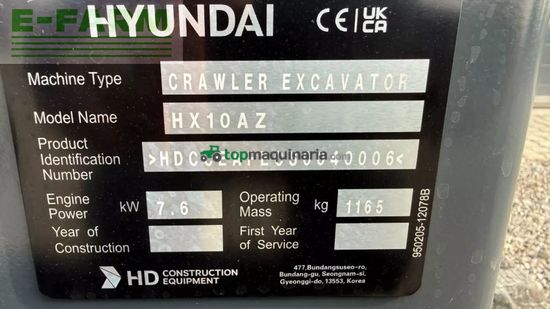 E-FARM
HYUNDAI CE UK CA
Machine Type CRAWLER EXCAVATOR
Model Name HX10AZ
Product
Identification
Number
topmaquinaria.com
Engine
Power kW 7.6
Operating
Mass kg 1165
Year of
Construction
First Year
of Service
950205-12078B
HD CONSTRUCTION
EQUIPMENT
477,Bundangsuseo-ro,
Bundang-gu, Seongnam-si,
Gyeonggi-do, 13553, Korea